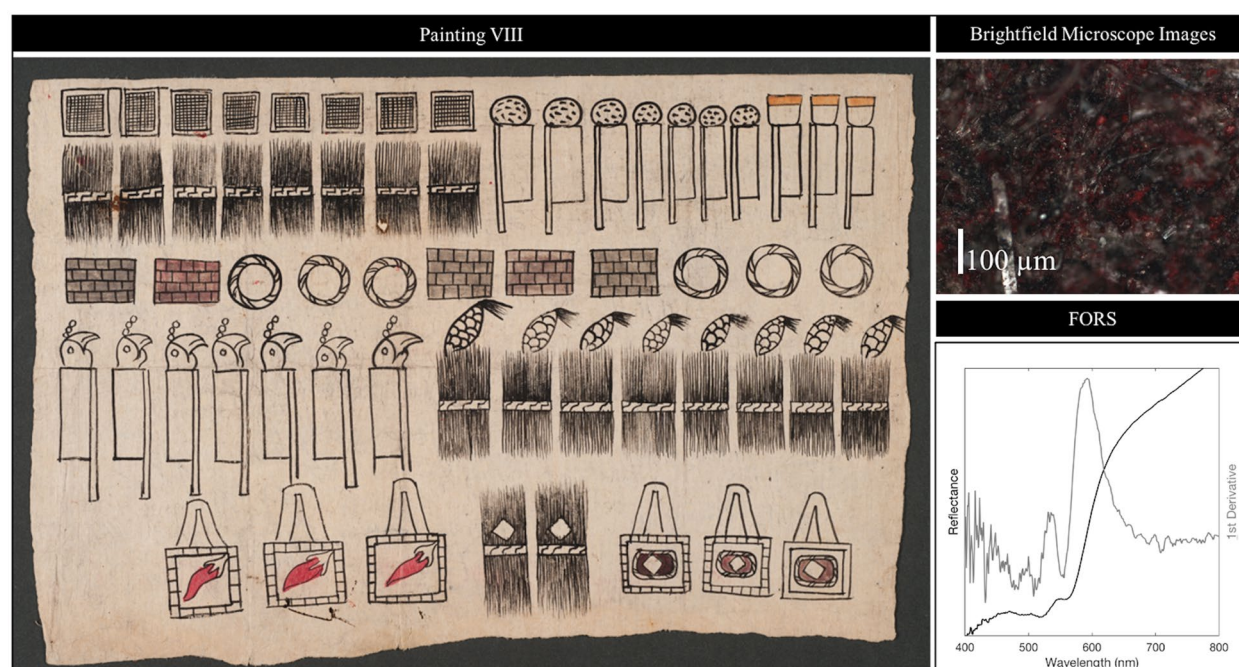 Painting VIII
Brightfield Microscope Images
100 µm
FORS
Reflectance
1st Derivative
400 500 600 700 800
Wavelength (nm)